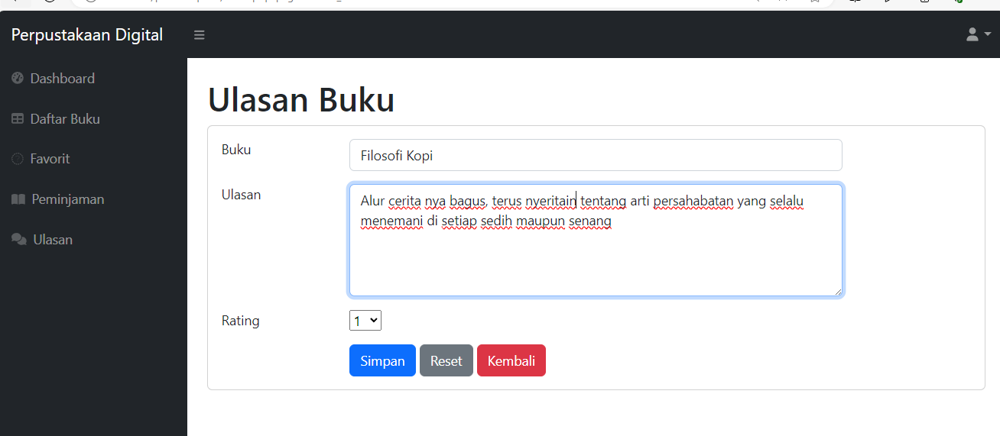 Perpustakaan Digital
Dashboard
Daftar Buku
Favorit
Peminjaman
Ulasan
Ulasan Buku
Buku
Filosofi Kopi
Ulasan
Alur cerita nya bagus, terus nyeritain tentang arti persahabatan yang selalu
menemani di setiap sedih maupun senang
Rating
1
Simpan Reset Kembali